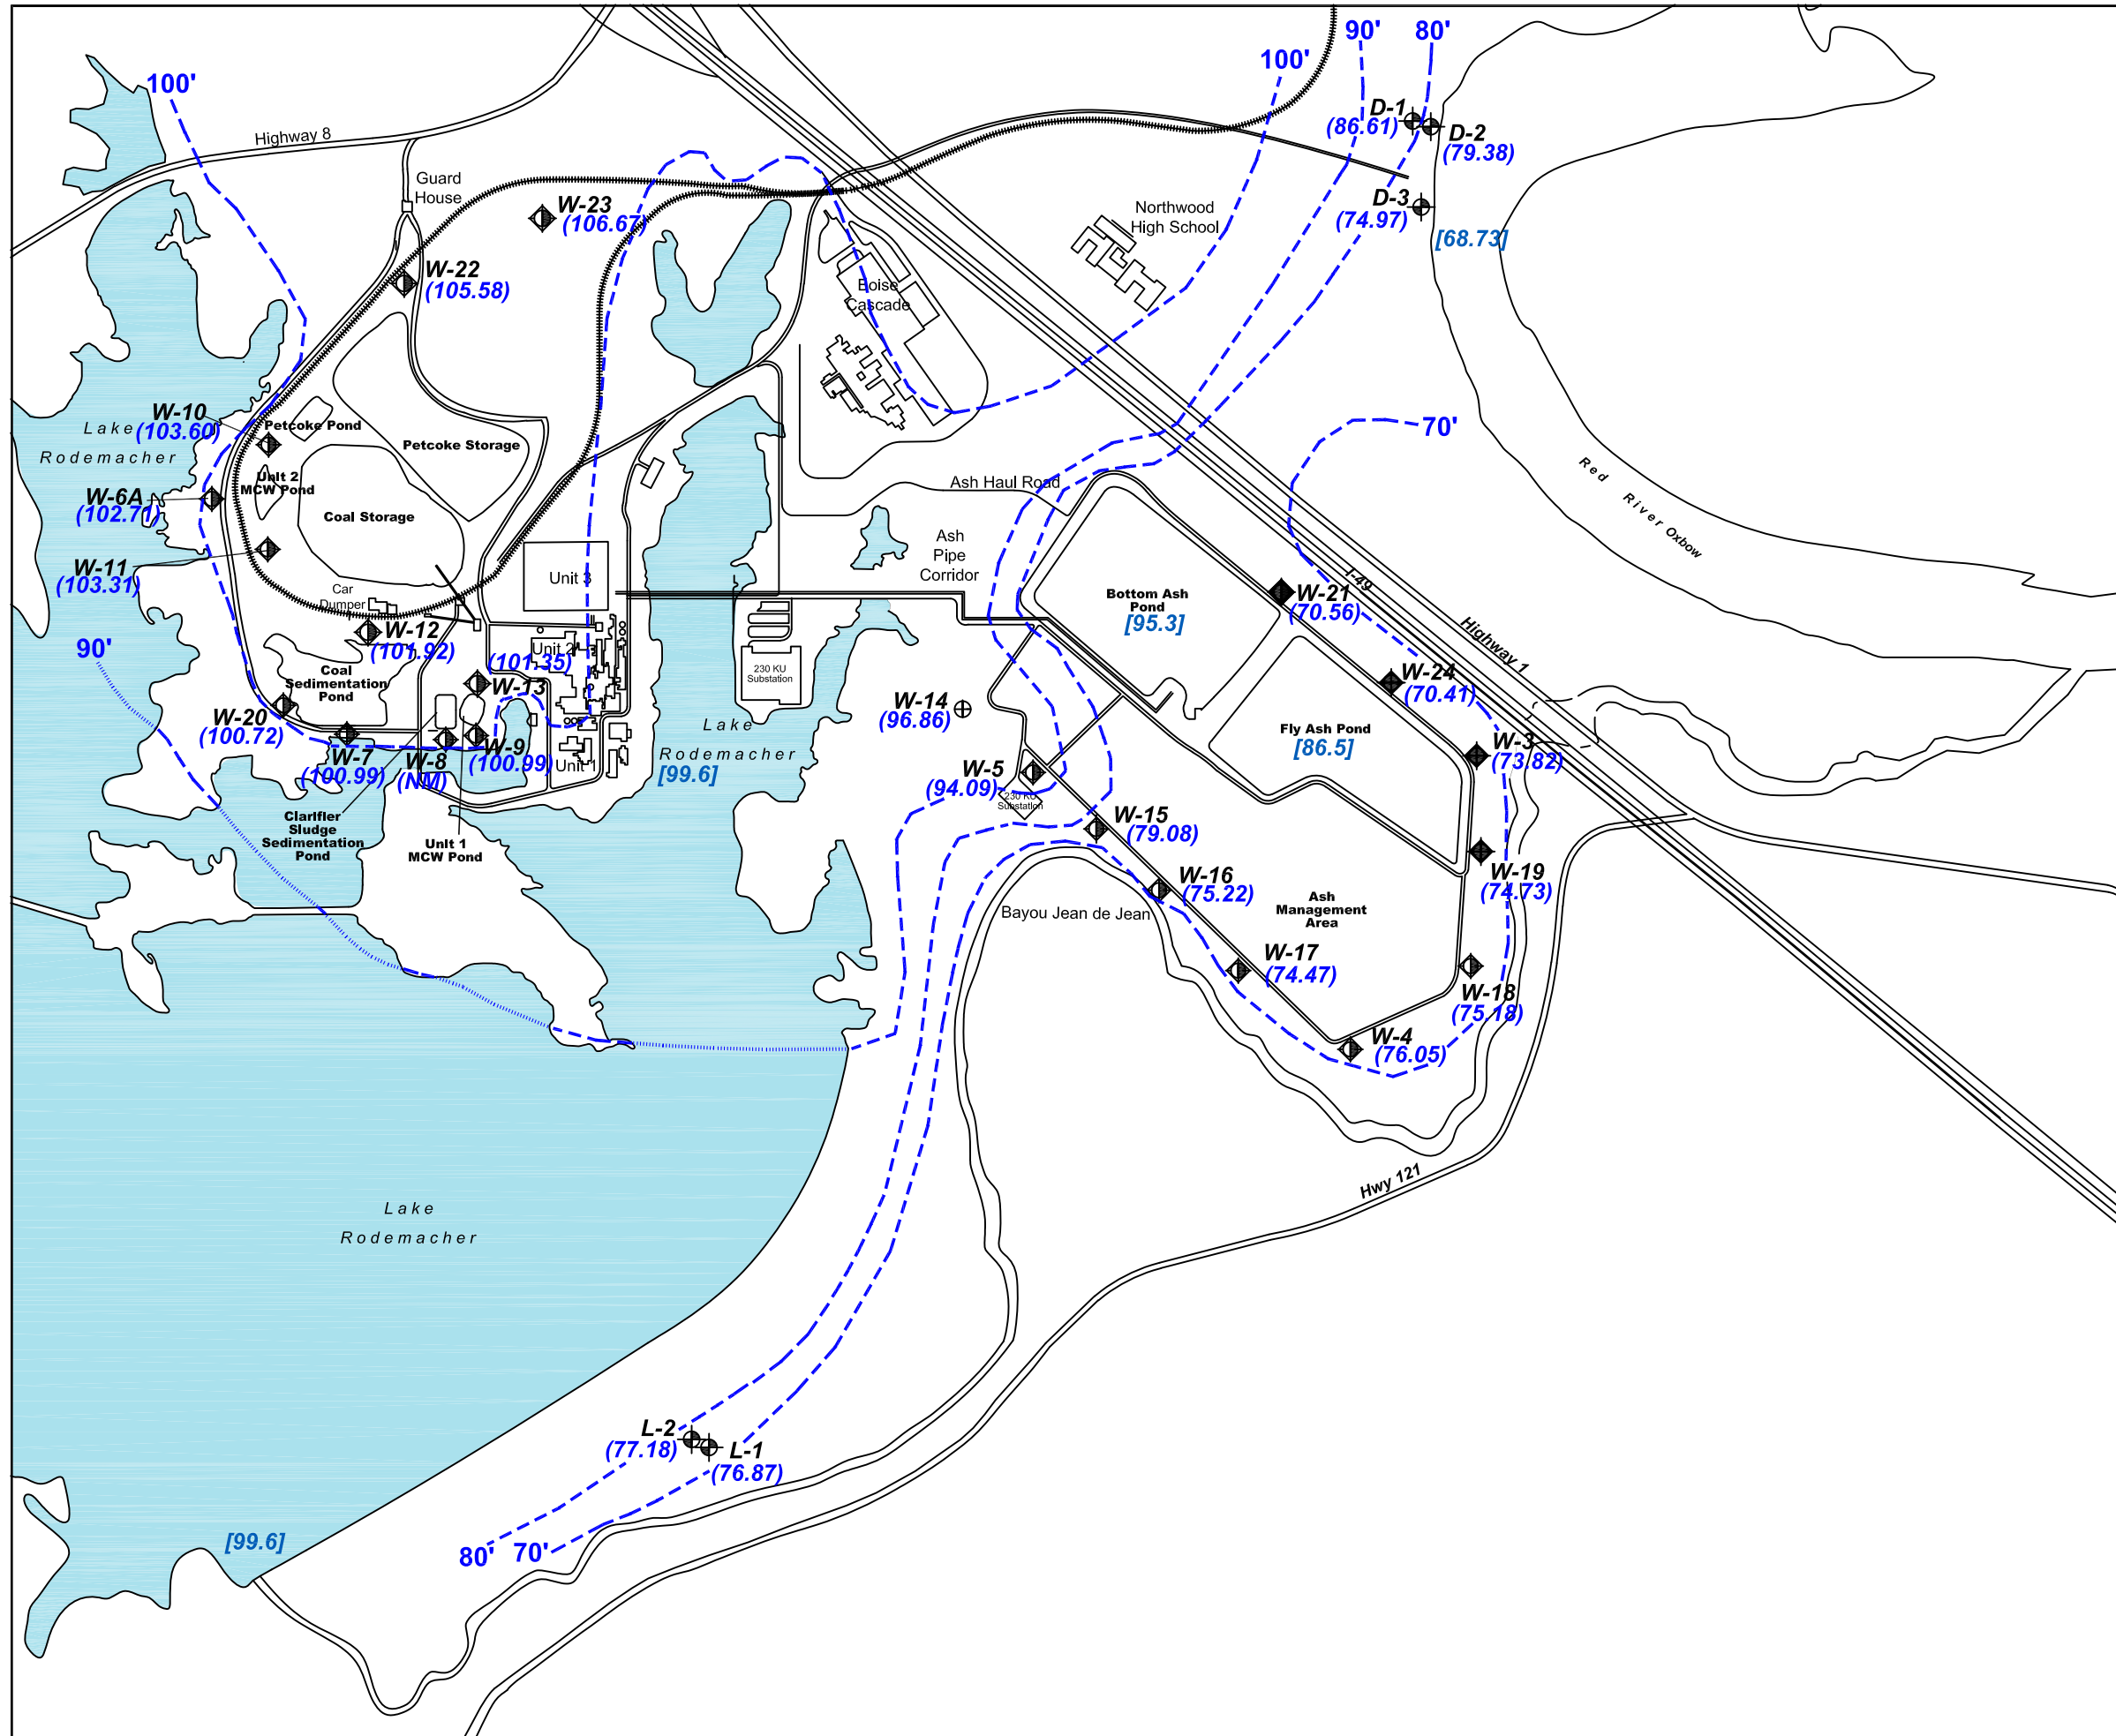 90'
80'
100'
100'
D-1
(86.61)
D-2
(79.38)
Highway 8
Guard
House
W-23
(106.67)
D-3
(74.97)
[68.73]
Northwood
High School
W-22
(105.58)
Boise
Cascade
W-10
(103.60)
Lake
Rodemacher
Petcoke Pond
Petcoke Storage
70'
Red River Oxbow
Unit 2
MCW Pond
W-6A
(102.71)
Coal Storage
Ash Haul Road
W-11
(103.31)
Ash
Pipe
Corridor
Unit 3
Car
Dumper
I-49
Bottom Ash
Pond
[95.3]
W-21
(70.56)
Highway 1
W-12
(101.92)
90'
Unit 2
(101.35)
W-13
Coal
Sedimentation
Pond
230 KU
Substation
W-24
(70.41)
W-14
(96.86)
W-20
(100.72)
Lake
Rodemacher
[99.6]
Fly Ash Pond
[86.5]
W-3
(73.82)
W-7
(100.99)
W-8
(NM)
W-9
(100.99)
Unit 1
W-5
(94.09)
230 KU
Substation
Clarifier
Sludge
Sedimentation
Pond
Unit 1
MCW Pond
W-15
(79.08)
W-16
(75.22)
W-19
(74.73)
Ash
Management
Area
Bayou Jean de Jean
W-17
(74.47)
W-18
(75.18)
W-4
(76.05)
Hwy 121
Lake
Rodemacher
L-2
(77.18)
L-1
(76.87)
[99.6]
80'
70'